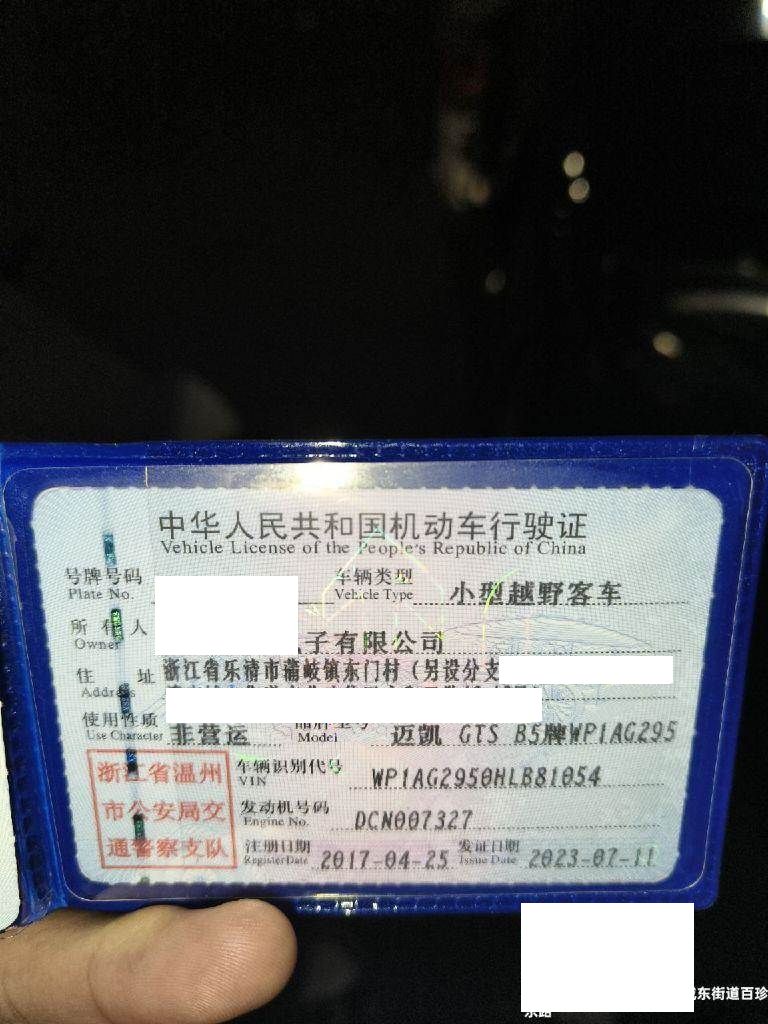 中华人民共和国机动车行驶证
Vehicle License of the People's Republic of China
号牌号码 车辆类型 小型越野客车
Plate No. Vehicle Type
所有人 子有限公司
Owner
住址 浙江省乐清市蒲岐镇东门村（另设分支
Address
使用性质 非营运 品牌型号 迈凯 GTS B5牌WP1AG295
Use Character Model
浙江省温州
市公安局交
通警察支队
车辆识别代号 WP1AG2950HLB81054
VIN
发动机号码 DCN007327
Engine No.
注册日期 2017-04-25 发证日期 2023-07-11
Register Date Issue Date
东街道百珍